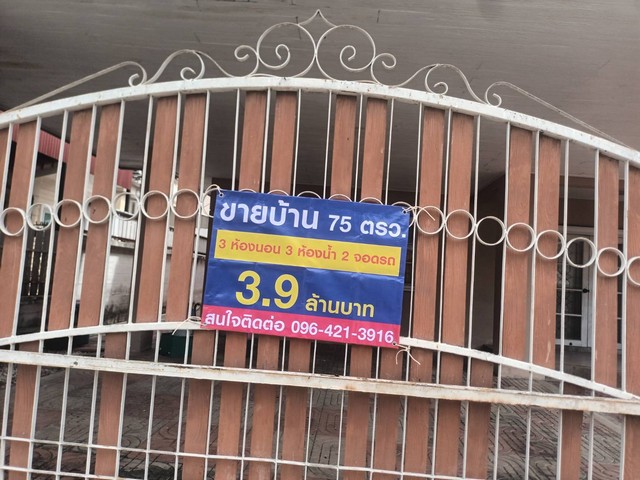 ขายบ้าน 75 ตรว.
3 ห้องนอน 3 ห้องน้ำ 2 จอดรถ
3.9 ล้านบาท
สนใจติดต่อ 096-421-3916